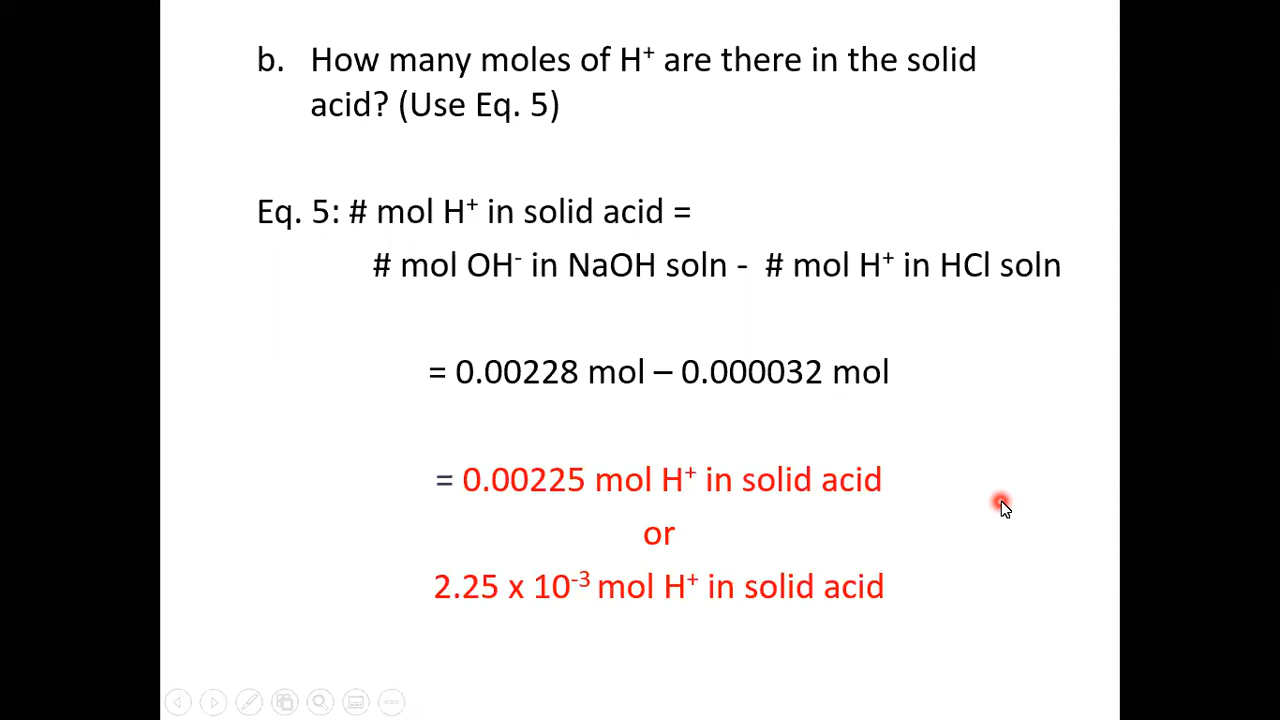 b. How many moles of H⁺ are there in the solid
acid? (Use Eq. 5)
Eq. 5: # mol H⁺ in solid acid =
# mol OH⁻ in NaOH soln - # mol H⁺ in HCl soln
= 0.00228 mol – 0.000032 mol
= 0.00225 mol H⁺ in solid acid
or
2.25 x 10⁻³ mol H⁺ in solid acid